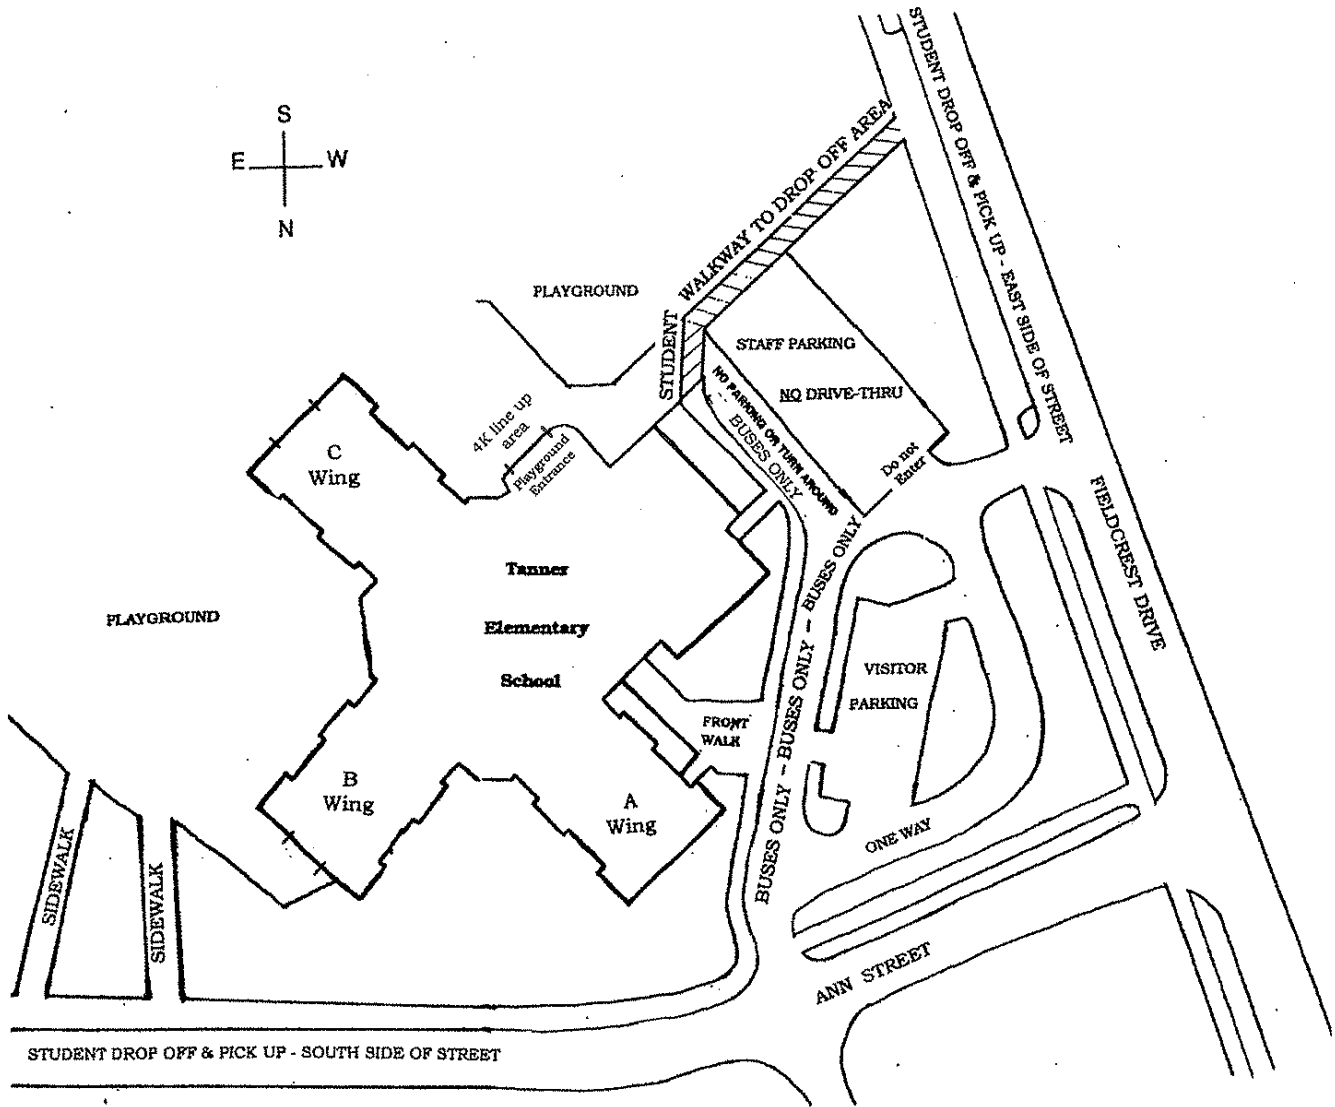 STUDENT DROP OFF & PICK UP - EAST SIDE OF STREET
S
E W
N
STUDENT WALKWAY TO DROP OFF AREA
PLAYGROUND
STAFF PARKING
NO DRIVE-THRU
NO PARKING OR TURN AROUND
BUSES ONLY
4K line up
area
Playground
Entrance
Do not
Enter
C
Wing
FIELDCREST DRIVE
Tanner
Elementary
School
PLAYGROUND
VISITOR
PARKING
FRONT
WALK
BUSES ONLY - BUSES ONLY - BUSES ONLY
B
Wing
A
Wing
ONE WAY
SIDEWALK
SIDEWALK
ANN STREET
STUDENT DROP OFF & PICK UP - SOUTH SIDE OF STREET